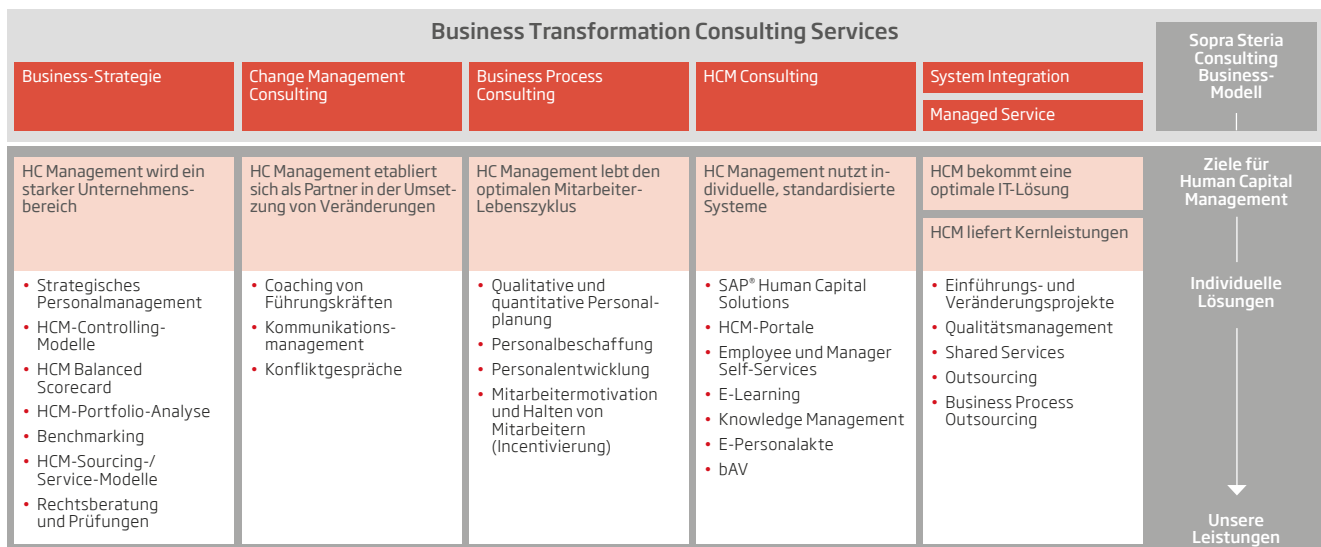 Business Transformation Consulting Services
Sopra Steria
Consulting
Business-
Modell
Business-Strategie
Change Management
Consulting
Business Process
Consulting
HCM Consulting
System Integration
Managed Service
HC Management wird ein
starker Unternehmens-
bereich
HC Management etabliert
sich als Partner in der Umset-
zung von Veränderungen
HC Management lebt den
optimalen Mitarbeiter-
Lebenszyklus
HC Management nutzt in-
dividuelle, standardisierte
Systeme
HCM bekommt eine
optimale IT-Lösung
HCM liefert Kernleistungen
Ziele für
Human Capital
Management
• Strategisches
Personalmanagement
• HCM-Controlling-
Modelle
• HCM Balanced
Scorecard
• HCM-Portfolio-Analyse
• Benchmarking
• HCM-Sourcing-/
Service-Modelle
• Rechtsberatung
und Prüfungen
• Coaching von
Führungskräften
• Kommunikations-
management
• Konfliktgespräche
• Qualitative und
quantitative Personal-
planung
• Personalbeschaffung
• Personalentwicklung
• Mitarbeitermotivation
und Halten von
Mitarbeitern
(Incentivierung)
• SAP® Human Capital
Solutions
• HCM-Portale
• Employee und Manager
Self-Services
• E-Learning
• Knowledge Management
• E-Personalakte
• bAV
• Einführungs- und
Veränderungsprojekte
• Qualitätsmanagement
• Shared Services
• Outsourcing
• Business Process
Outsourcing
Individuelle
Lösungen
Unsere
Leistungen